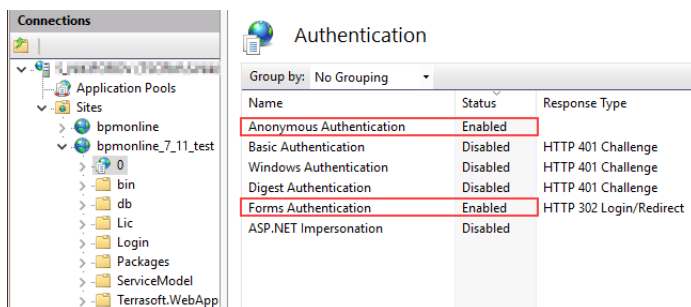 Connections
Application Pools
Sites
bpmonline
bpmonline_7_11_test
0
bin
db
Lic
Login
Packages
ServiceModel
Terrasoft.WebApp
Authentication
Group by: No Grouping
Name Status Response Type
Anonymous Authentication Enabled
Basic Authentication Disabled HTTP 401 Challenge
Windows Authentication Disabled HTTP 401 Challenge
Digest Authentication Disabled HTTP 401 Challenge
Forms Authentication Enabled HTTP 302 Login/Redirect
ASP.NET Impersonation Disabled